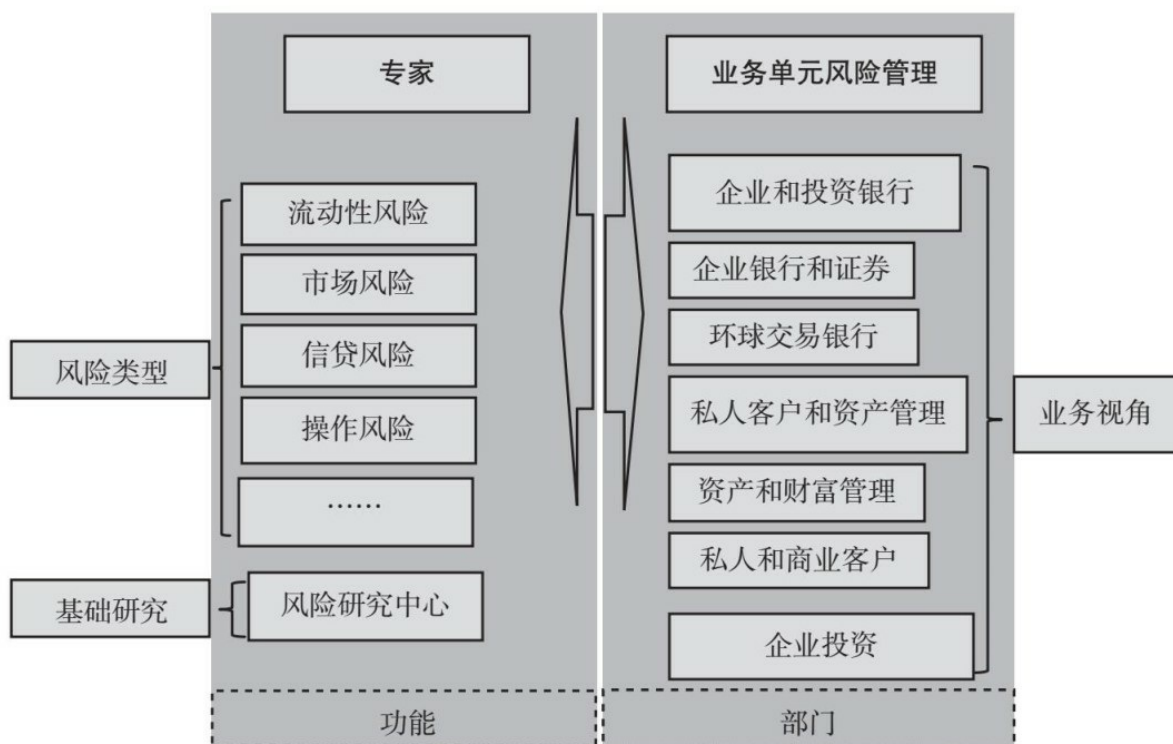 专家
业务单元风险管理
流动性风险
市场风险
信贷风险
操作风险
……
风险类型
风险研究中心
基础研究
功能
企业和投资银行
企业银行和证券
环球交易银行
私人客户和资产管理
资产和财富管理
私人和商业客户
企业投资
业务视角
部门